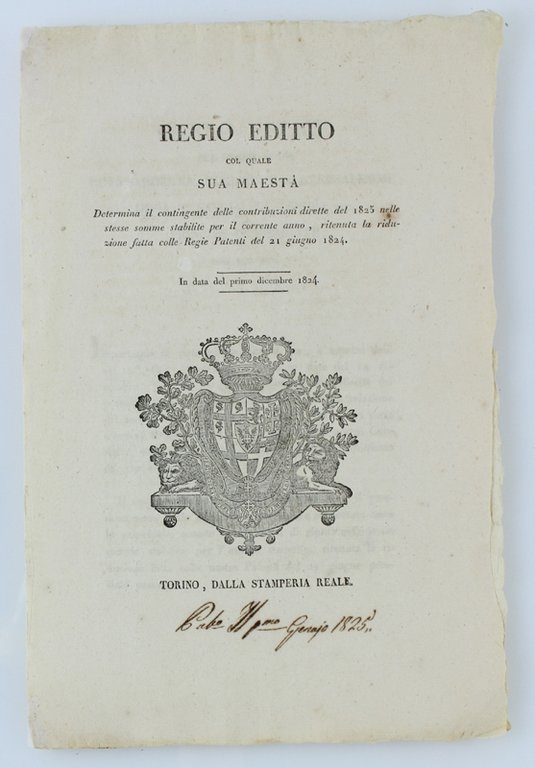 REGIO EDITTO
COL QUALE
SUA MAESTÀ
Determina il contingente delle contribuzioni dirette del 1825 nelle
stesse somme stabilite per il corrente anno, ritenuta la ridu-
zione fatta colle Regie Patenti del 21 giugno 1824.
In data del primo dicembre 1824.
TORINO, DALLA STAMPERIA REALE.
1825